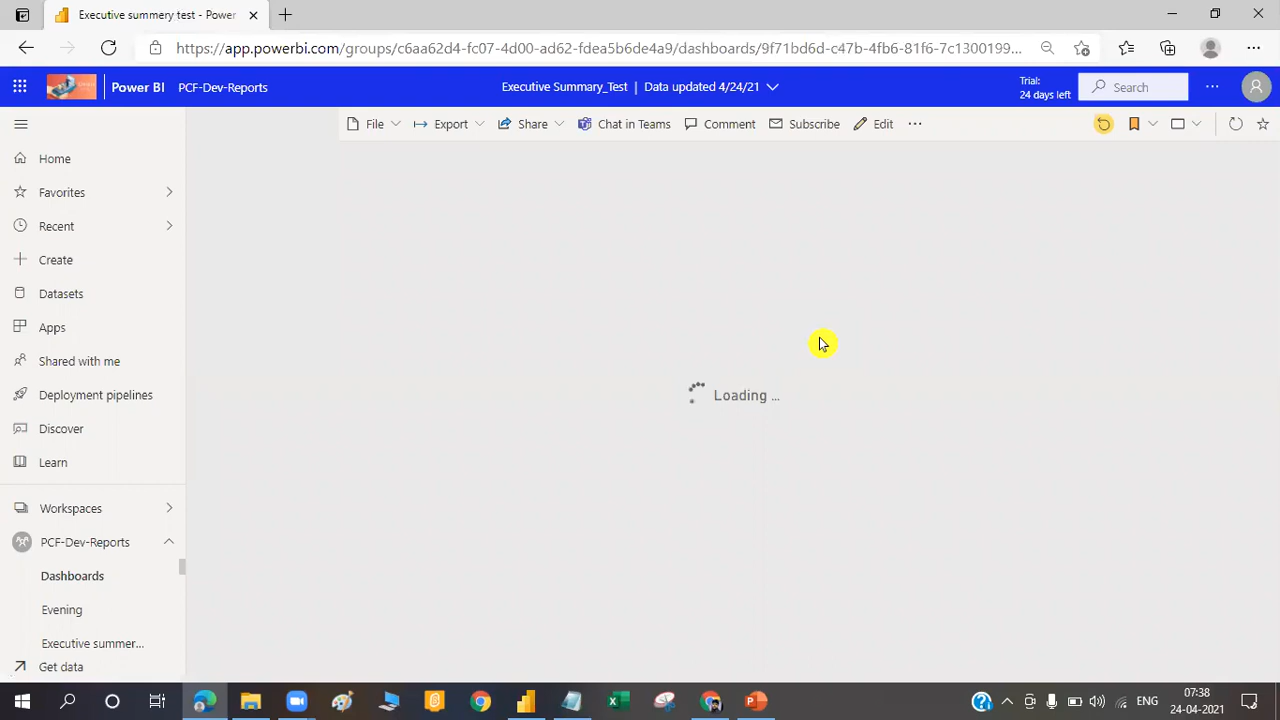 Executive summery test - Power
https://app.powerbi.com/groups/c6aa62d4-fc07-4d00-ad62-fdea5b6de4a9/dashboards/9f71bd6d-c47b-4fb6-81f6-7c1300199...
Power BI PCF-Dev-Reports Executive Summary_Test | Data updated 4/24/21 Trial: Search
24 days left
File Export Share Chat in Teams Comment Subscribe Edit ...
Home
Favorites
Recent
Create
Datasets
Apps
Shared with me
Deployment pipelines
Discover
Learn
Workspaces
PCF-Dev-Reports
Dashboards
Evening
Executive summer...
Get data
Loading ...
ENG
07:38
24-04-2021